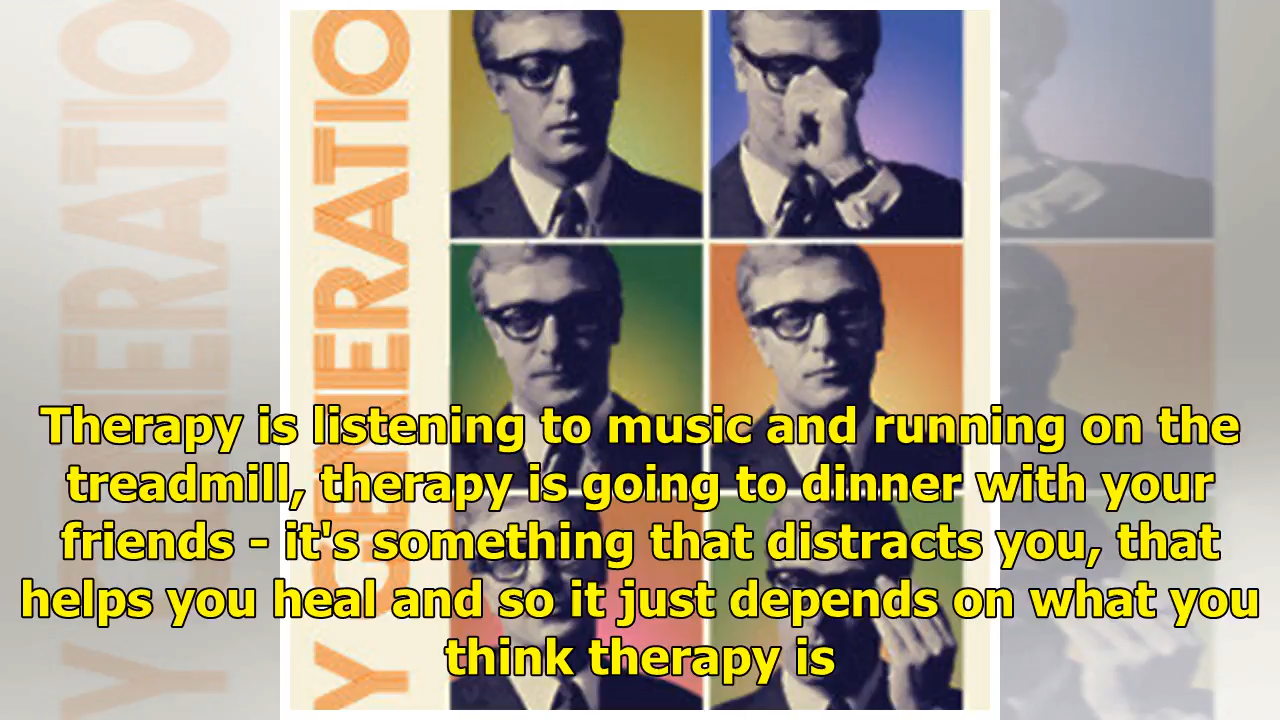 Y GENERATIO
Therapy is listening to music and running on the
treadmill, therapy is going to dinner with your
friends - it's something that distracts you, that
helps you heal and so it just depends on what you
think therapy is